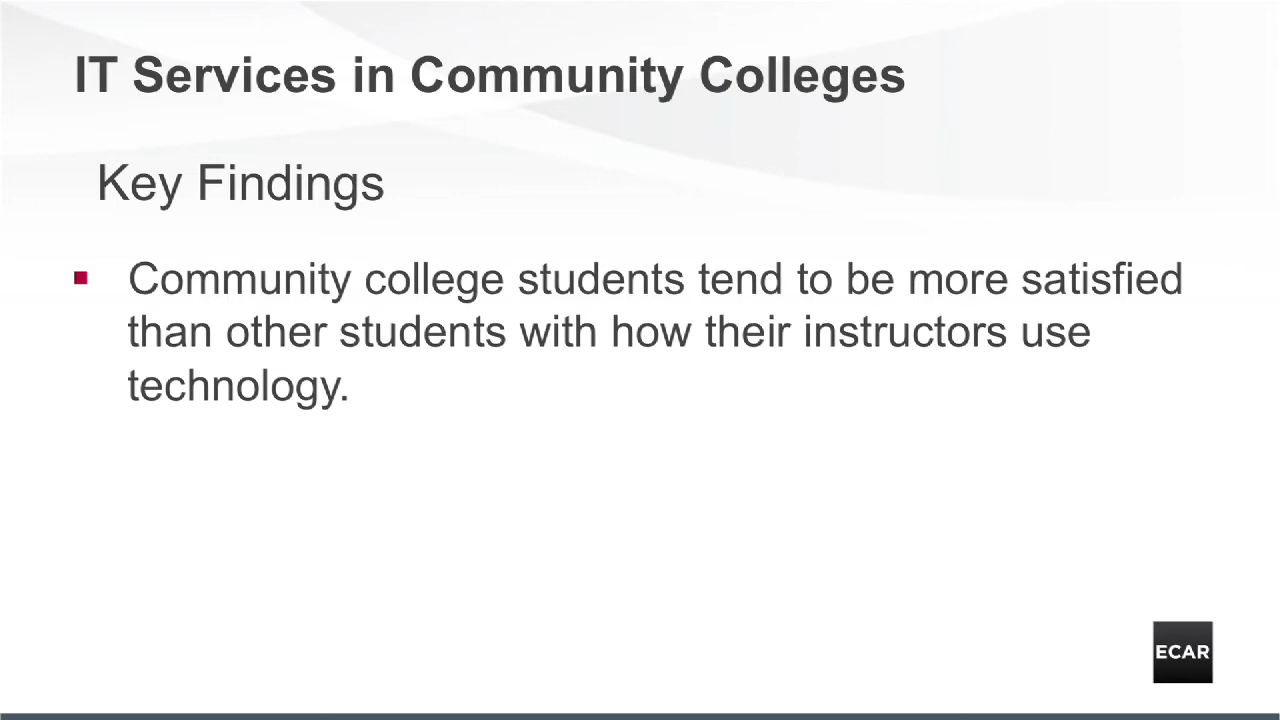 IT Services in Community Colleges
Key Findings
▪ Community college students tend to be more satisfied
than other students with how their instructors use
technology.
ECAR